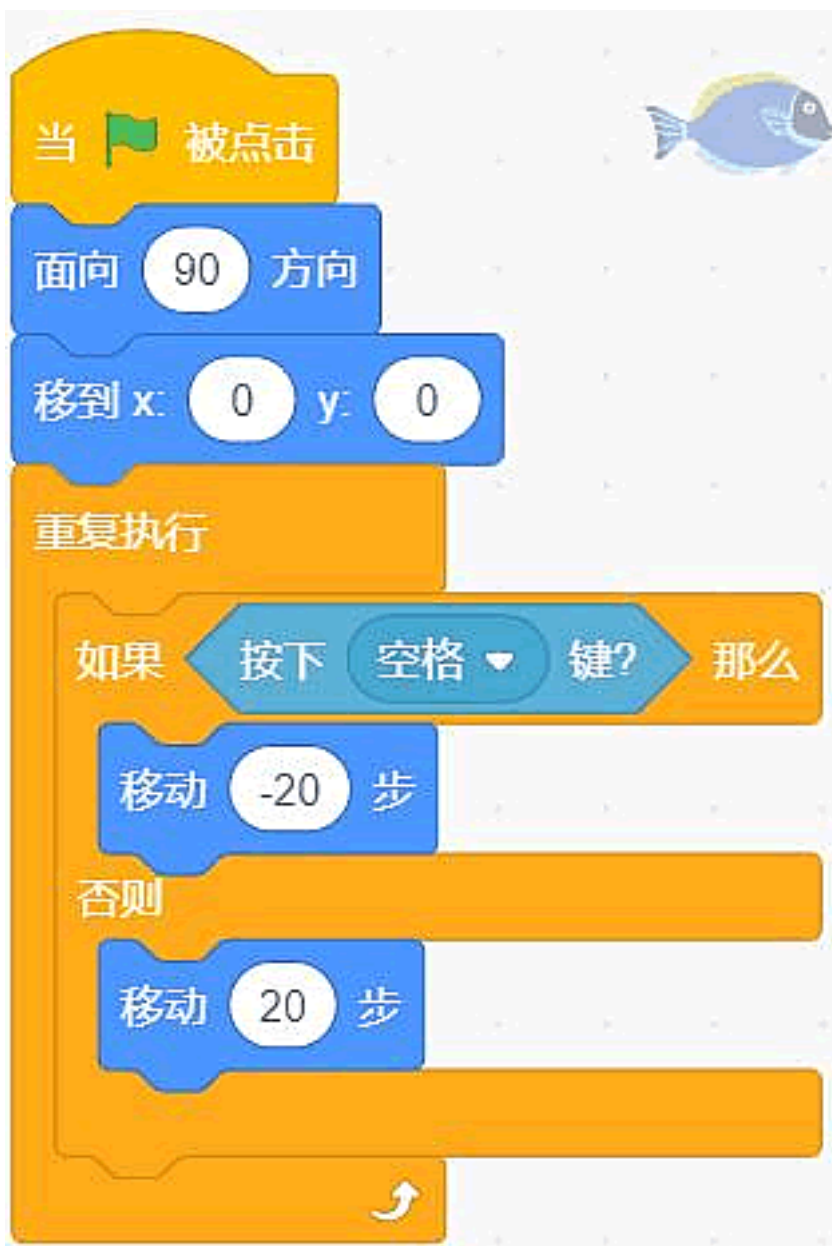 当 被点击
面向 90 方向
移到 x: 0 y: 0
重复执行
如果 按下 空格 键? 那么
移动 -20 步
否则
移动 20 步